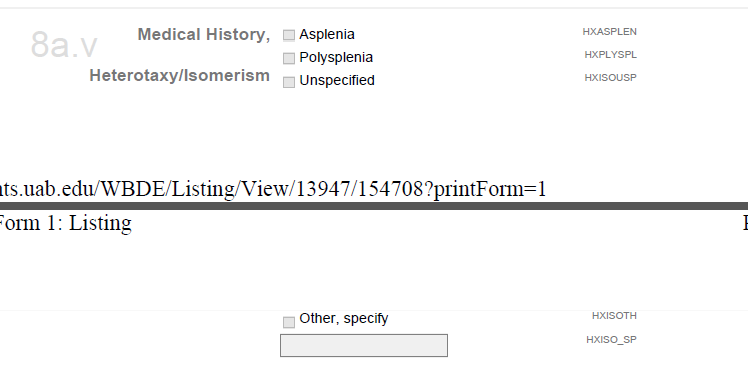 8a.v Medical History, Asplenia HXASPLEN
Polysplenia HXPLYSPL
Heterotaxy/Isomerism Unspecified HXISOUSP
nts.uab.edu/WBDE/Listing/View/13947/154708?printForm=1
Form 1: Listing
Other, specify HXISOTH
HXISO_SP